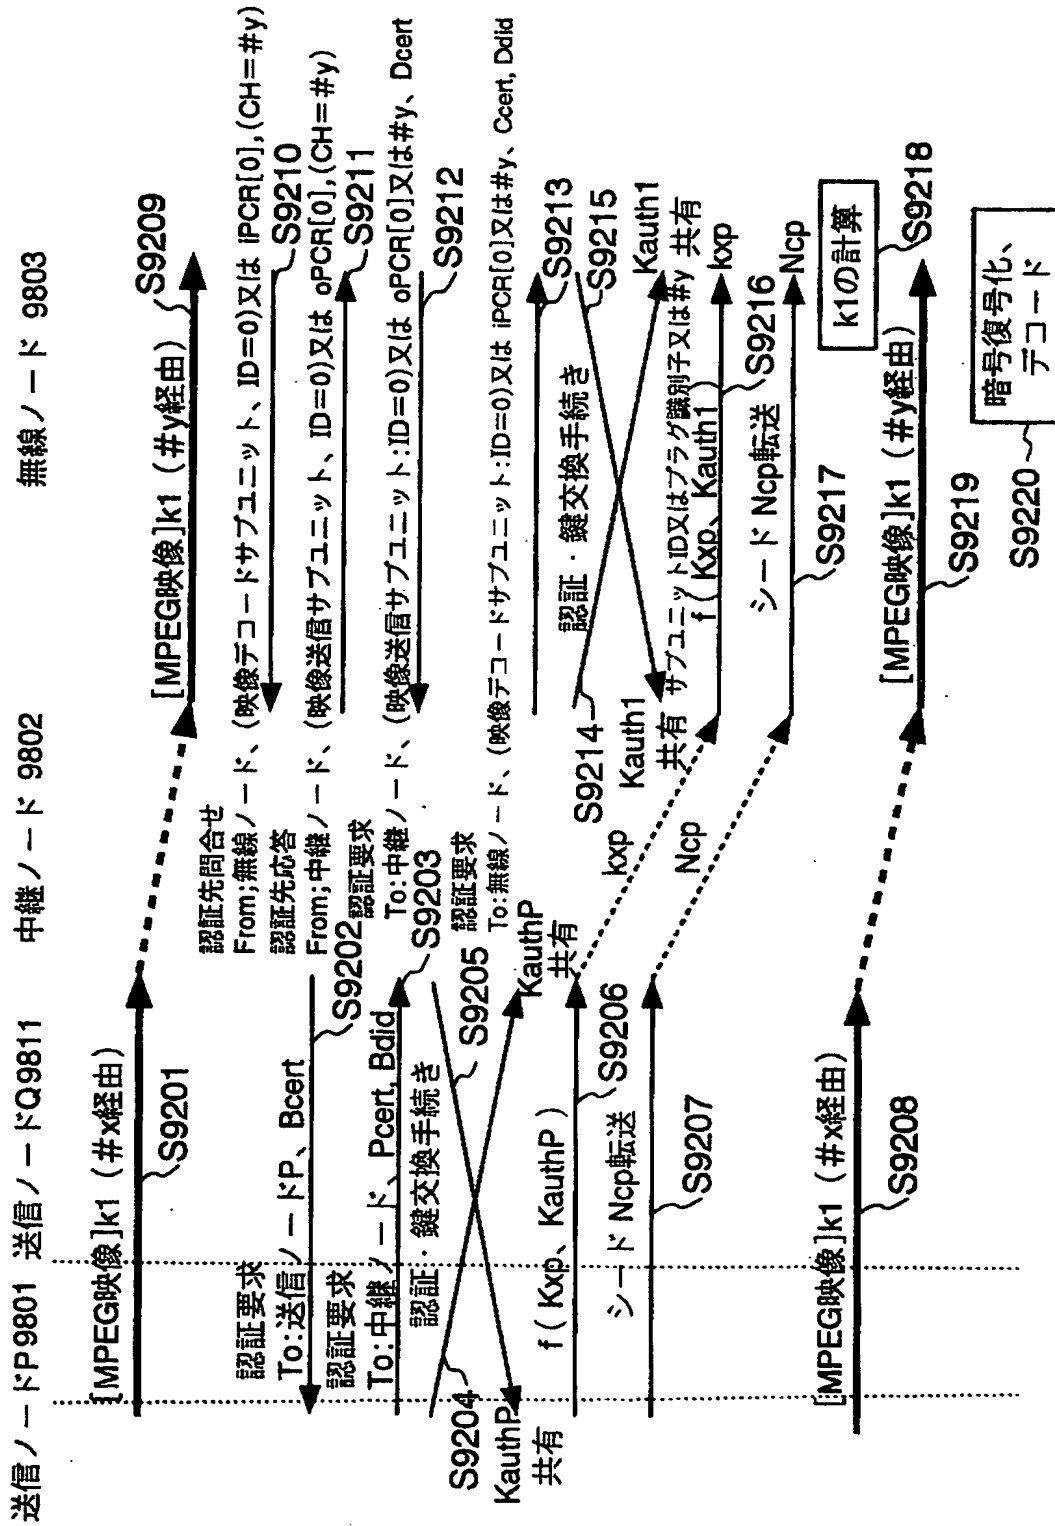 送信ノードP9801 送信ノードQ9811 中継ノード 9802 無線ノード 9803
[MPEG映像]k1 (#x経由)
S9201
[MPEG映像]k1 (#y経由)
S9209
認証先問合せ
From;無線ノード、(映像デコードサブユニット、ID=0)又は iPCR[0],(CH=#y)
S9210
認証先応答
From;中継ノード、(映像送信サブユニット、ID=0)又は oPCR[0],(CH=#y)
S9211
認証要求
To:送信ノードP、Bcert
S9202
認証要求
To:中継ノード、(映像送信サブユニット:ID=0)又は oPCR[0]又は#y、Dcert
S9212
認証要求
To:中継ノード、Pcert, Bdid
S9203
認証要求
To:無線ノード、(映像デコードサブユニット:ID=0)又は iPCR[0]又は#y、Ccert, Ddid
S9213
認証・鍵交換手続き
S9204
S9205
KauthP
共有
KauthP
共有
認証・鍵交換手続き
S9214
S9215
Kauth1
共有
Kauth1
共有
サブユニットID又はプラグ識別子又は#y
f(Kxp、KauthP)
S9206
kxp
f(Kxp、Kauth1)
S9216
kxp
シード Ncp転送
S9207
Ncp
シード Ncp転送
S9217
Ncp
k1の計算
S9218
[MPEG映像]k1 (#x経由)
S9208
[MPEG映像]k1 (#y経由)
S9219
S9220
暗号復号化、
デコード